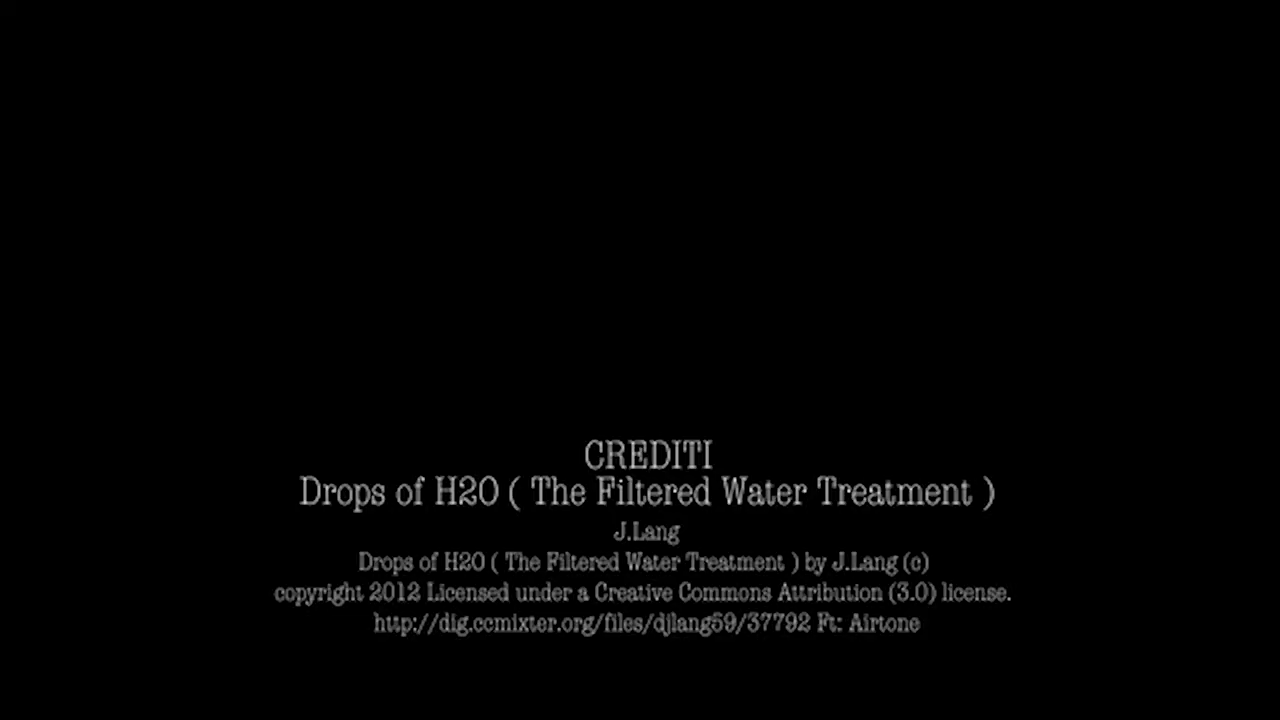 CREDITI
Drops of H2O ( The Filtered Water Treatment )
J.Lang
Drops of H2O ( The Filtered Water Treatment ) by J.Lang (c)
copyright 2012 Licensed under a Creative Commons Attribution (3.0) license.
http://dig.ccmixter.org/files/djlang59/37792 Ft: Airtone